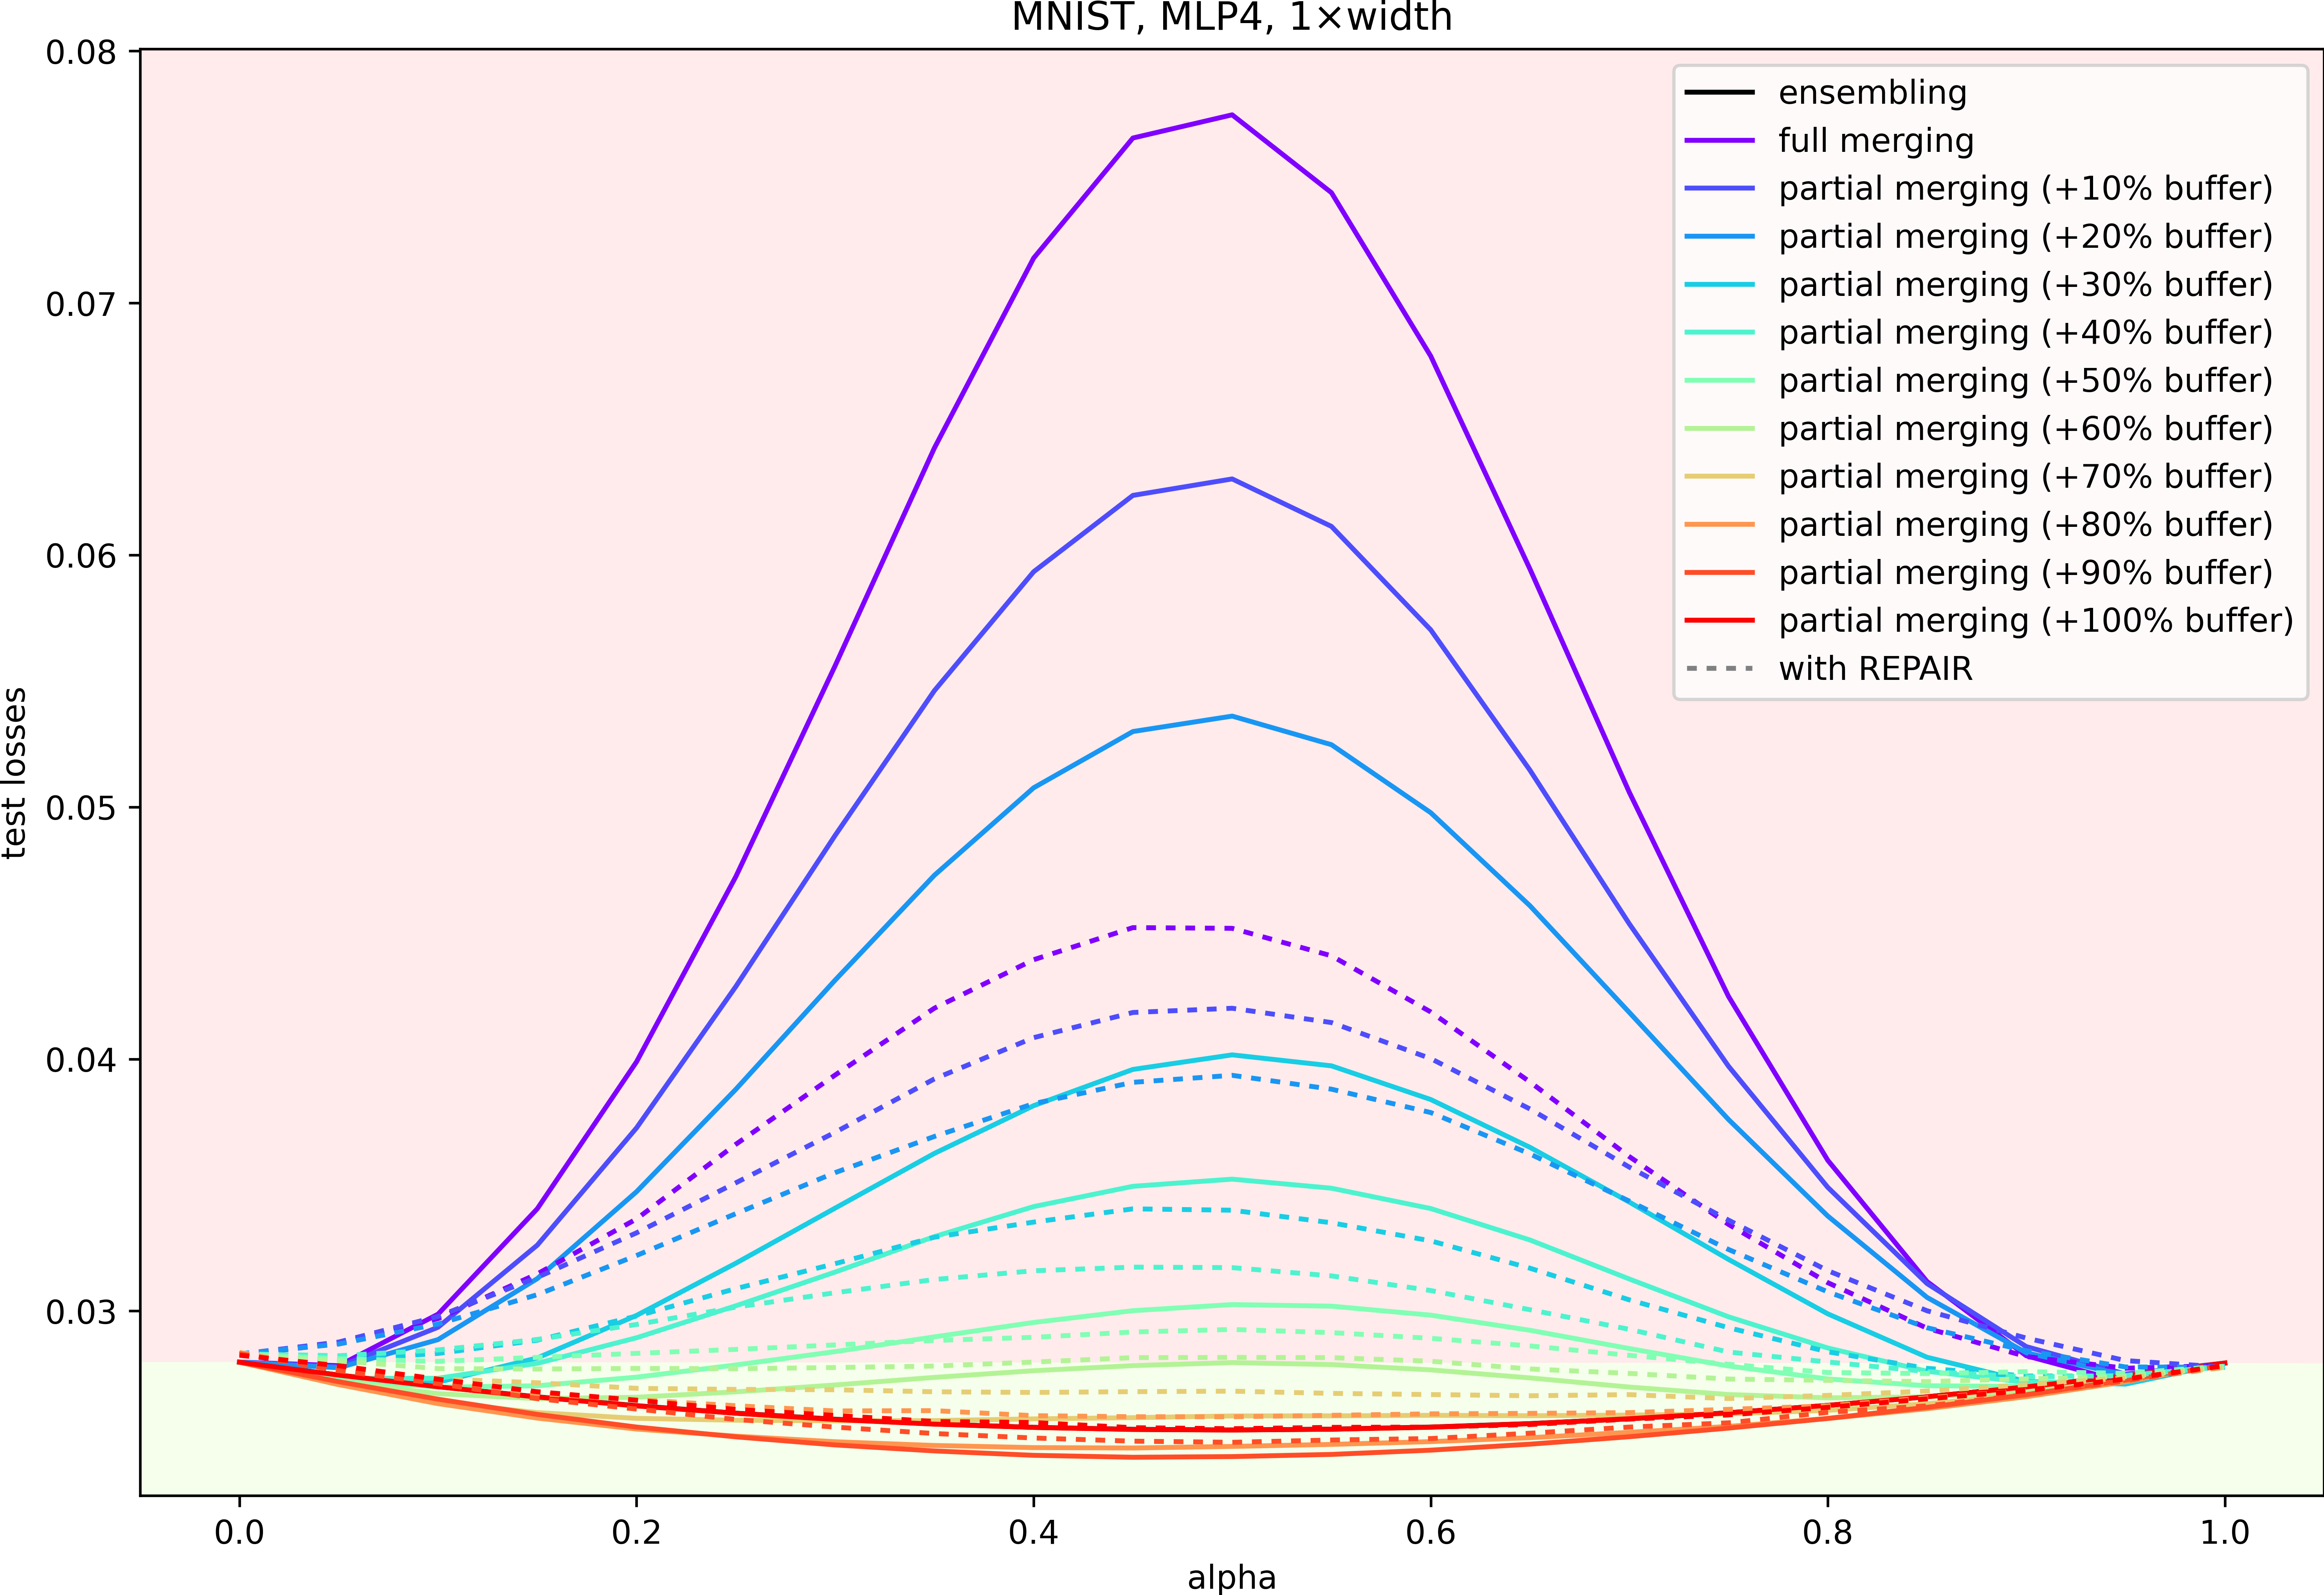 MNIST, MLP4, 1×width
0.08
0.07
0.06
0.05
0.04
0.03
test losses
ensembling
full merging
partial merging (+10% buffer)
partial merging (+20% buffer)
partial merging (+30% buffer)
partial merging (+40% buffer)
partial merging (+50% buffer)
partial merging (+60% buffer)
partial merging (+70% buffer)
partial merging (+80% buffer)
partial merging (+90% buffer)
partial merging (+100% buffer)
with REPAIR
0.0 0.2 0.4 0.6 0.8 1.0
alpha